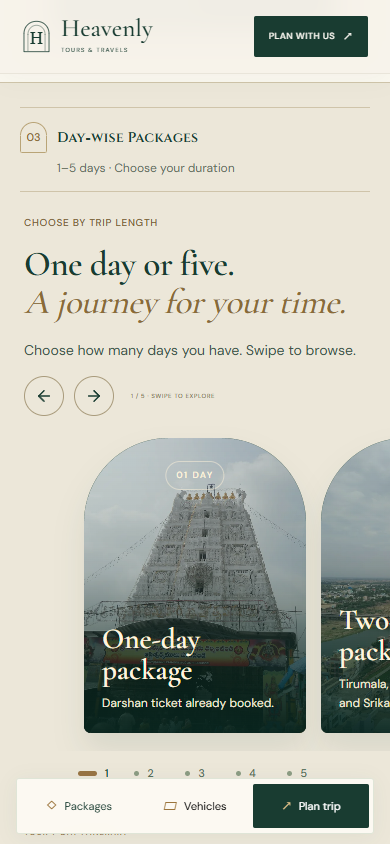 H
Heavenly
TOURS & TRAVELS
PLAN WITH US ↗
03
DAY-WISE PACKAGES
1–5 days · Choose your duration
CHOOSE BY TRIP LENGTH
One day or five.
A journey for your time.
Choose how many days you have. Swipe to browse.
← → 1 / 5 · SWIPE TO EXPLORE
01 DAY
One-day
package
Darshan ticket already booked.
Two-
pack
Tirumala,
and Srika
1 2 3 4 5
Packages
Vehicles
↗ Plan trip